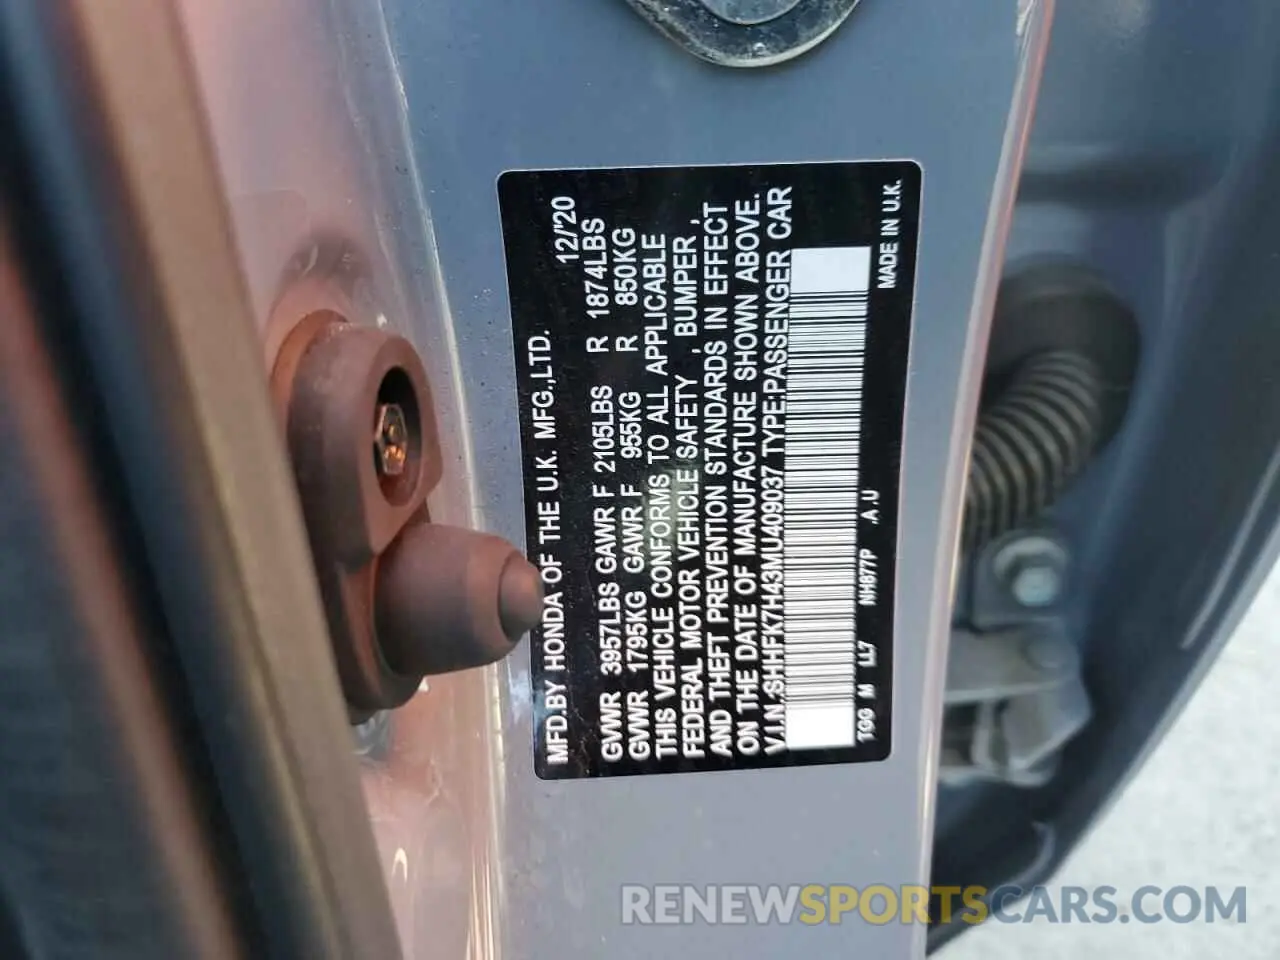 MFD.BY HONDA OF THE U.K. MFG.,LTD. 12/'20
GVWR 3957LBS GAWR F 2105LBS R 1874LBS
GVWR 1795KG GAWR F 955KG R 850KG
THIS VEHICLE CONFORMS TO ALL APPLICABLE
FEDERAL MOTOR VEHICLE SAFETY , BUMPER ,
AND THEFT PREVENTION STANDARDS IN EFFECT
ON THE DATE OF MANUFACTURE SHOWN ABOVE.
V.I.N.:SHHFK7H43MU409037 TYPE:PASSENGER CAR
TGG M LL7 NH877P .A U
MADE IN U.K.
RENEWSPORTSCARS.COM